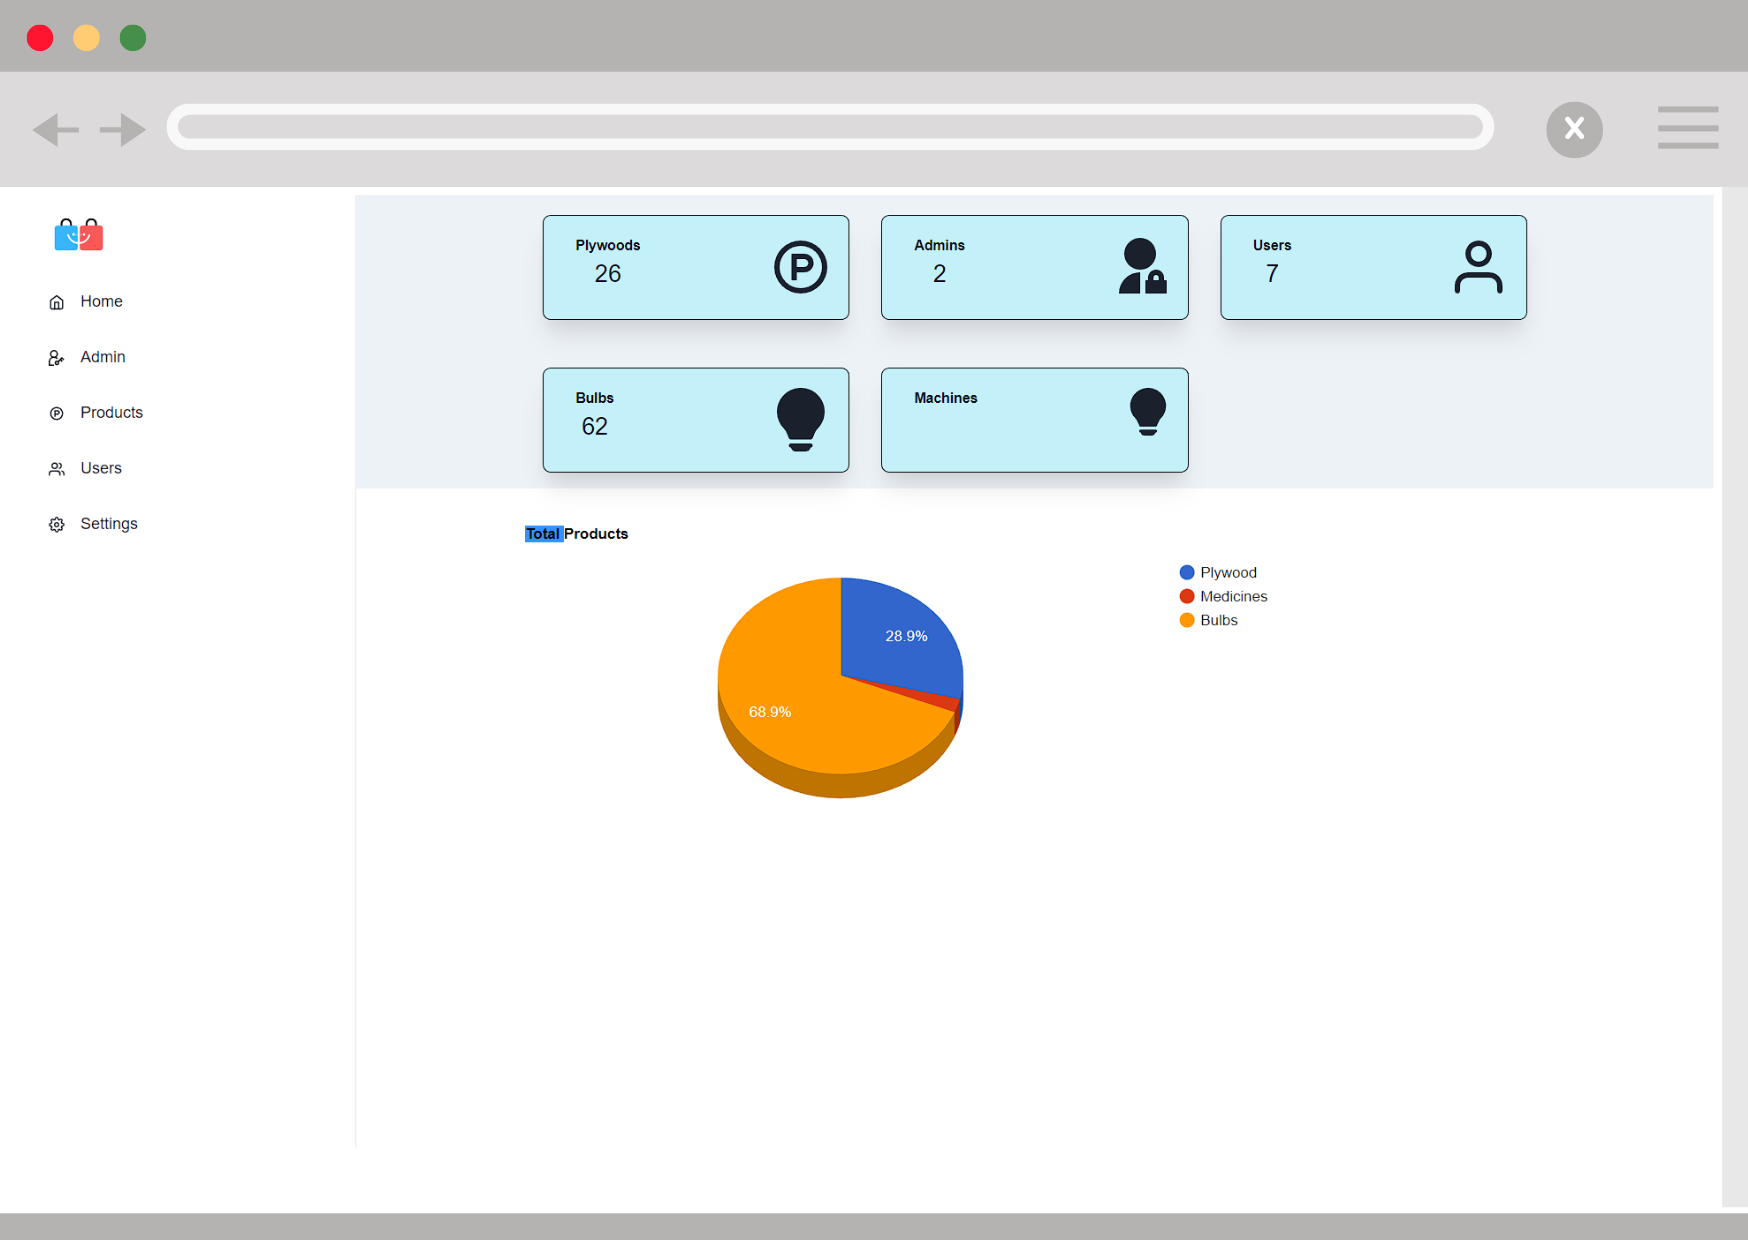 X
Home
Admin
Products
Users
Settings
Plywoods
26
Admins
2
Users
7
Bulbs
62
Machines
Total Products
28.9%
68.9%
Plywood
Medicines
Bulbs